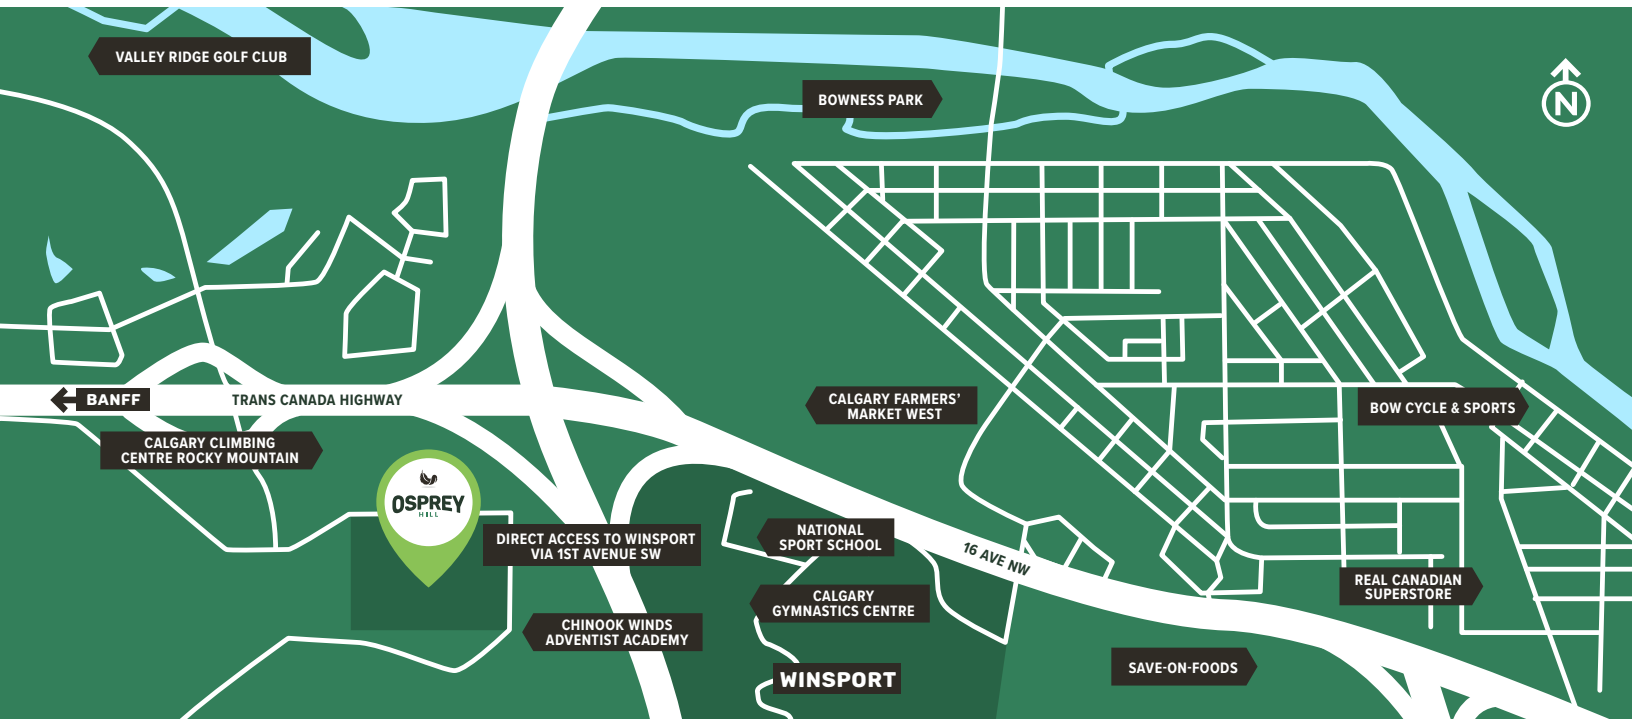 VALLEY RIDGE GOLF CLUB
BOWNESS PARK
N
BANFF
TRANS CANADA HIGHWAY
CALGARY FARMERS'
MARKET WEST
BOW CYCLE & SPORTS
CALGARY CLIMBING
CENTRE ROCKY MOUNTAIN
OSPREY
HILL
DIRECT ACCESS TO WINSPORT
VIA 1ST AVENUE SW
NATIONAL
SPORT SCHOOL
16 AVE NW
REAL CANADIAN
SUPERSTORE
CALGARY
GYMNASTICS CENTRE
CHINOOK WINDS
ADVENTIST ACADEMY
SAVE-ON-FOODS
WINSPORT